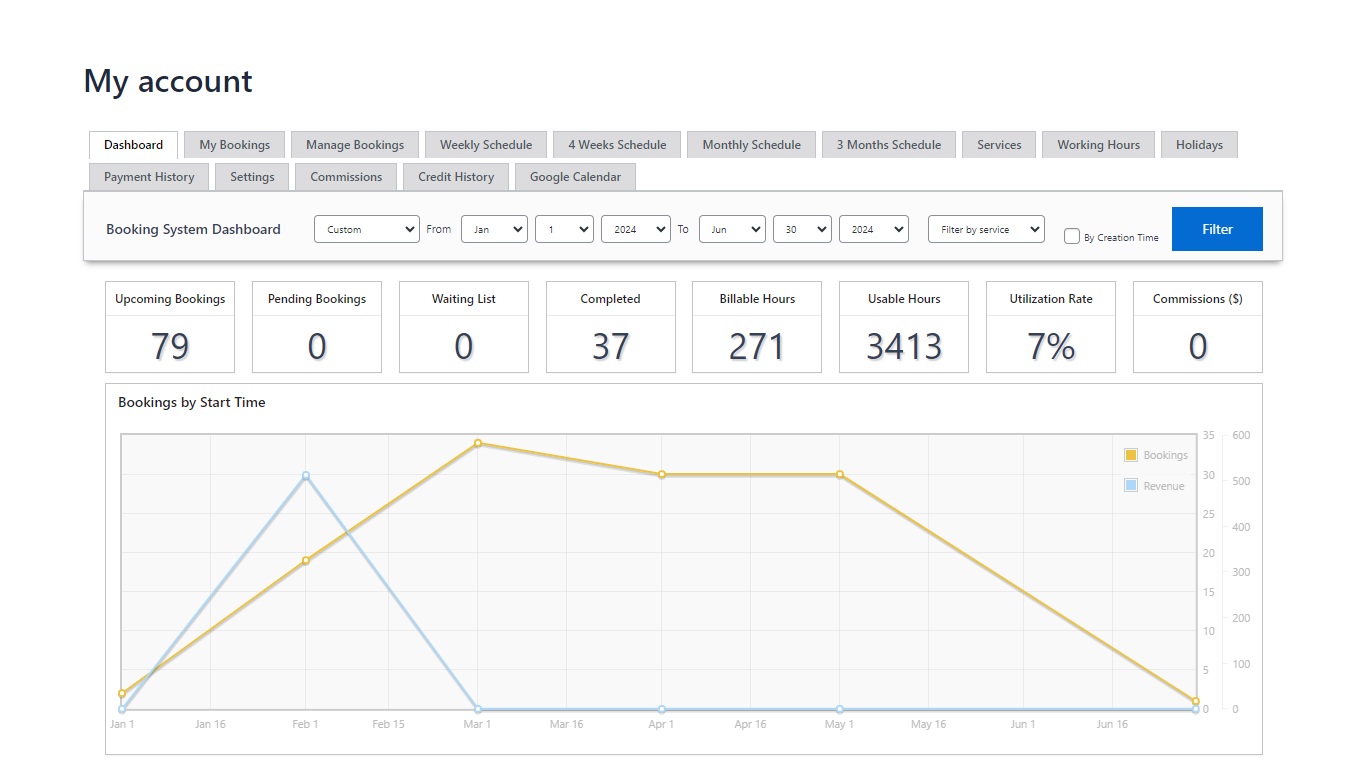 My account
Dashboard My Bookings Manage Bookings Weekly Schedule 4 Weeks Schedule Monthly Schedule 3 Months Schedule Services Working Hours Holidays
Payment History Settings Commissions Credit History Google Calendar
Booking System Dashboard Custom From Jan 1 2024 To Jun 30 2024 Filter by service By Creation Time Filter
Upcoming Bookings Pending Bookings Waiting List Completed Billable Hours Usable Hours Utilization Rate Commissions ($)
79 0 0 37 271 3413 7% 0
Bookings by Start Time
35 600
Bookings
30 500
Revenue
25 400
20 300
15 200
10 100
5
0 0
Jan 1 Jan 16 Feb 1 Feb 15 Mar 1 Mar 16 Apr 1 Apr 16 May 1 May 16 Jun 1 Jun 16